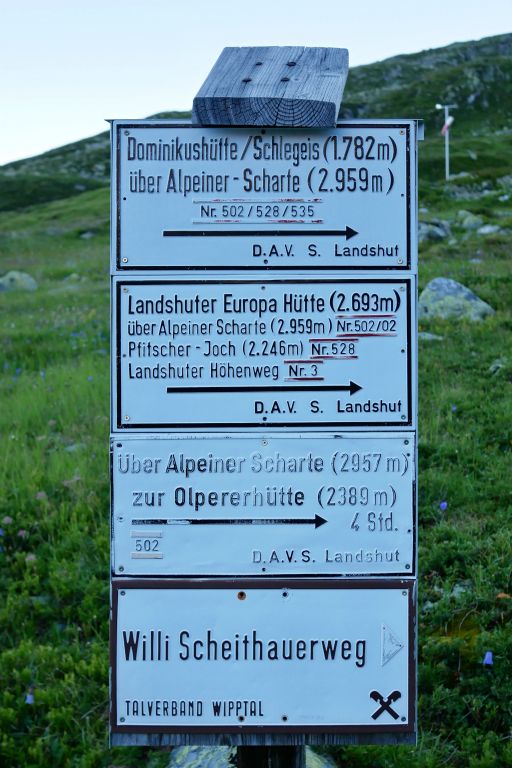 Dominikushütte/Schlegeis (1.782m)
über Alpeiner-Scharte (2.959m)
Nr. 502/528/535
D.A.V. S. Landshut
Landshuter Europa Hütte (2.693m)
über Alpeiner Scharte (2.959m) Nr.502/02
Pfitscher-Joch (2.246m) Nr.528
Landshuter Höhenweg Nr.3
D.A.V. S. Landshut
Über Alpeiner Scharte (2957m)
zur Olpererhütte (2389m)
4 Std.
502
D.A.V.S. Landshut
Willi Scheithauerweg
TALVERBAND WIPPTAL